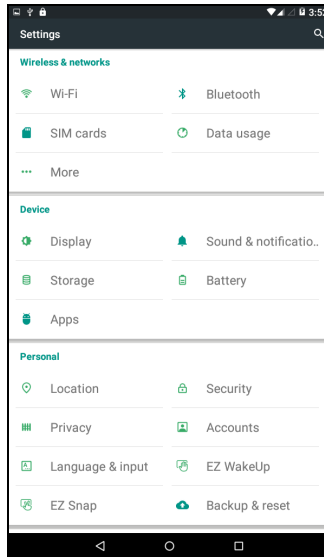 3:52
Settings
Wireless & networks
Wi-Fi
Bluetooth
SIM cards
Data usage
More
Device
Display
Sound & notificatio..
Storage
Battery
Apps
Personal
Location
Security
Privacy
Accounts
Language & input
EZ WakeUp
EZ Snap
Backup & reset